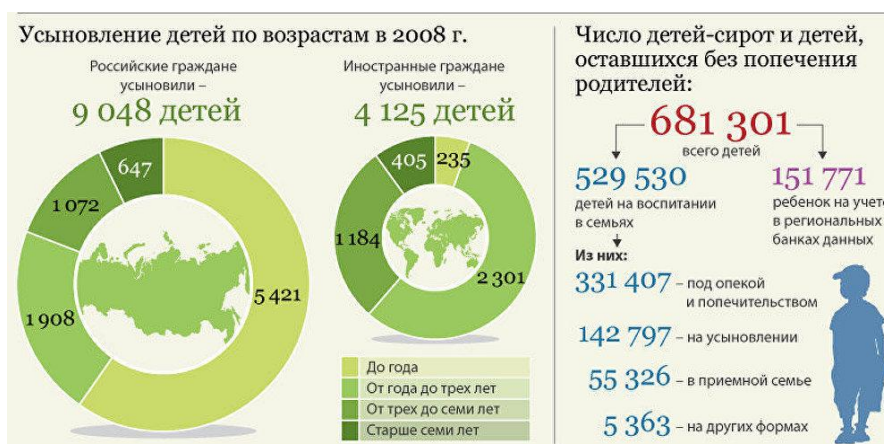 Усыновление детей по возрастам в 2008 г.
Российские граждане
усыновили –
9 048 детей
647
1 072
1 908
5 421
Иностранные граждане
усыновили –
4 125 детей
405
235
1 184
2 301
До года
От года до трех лет
От трех до семи лет
Старше семи лет
Число детей-сирот и детей,
оставшихся без попечения
родителей:
681 301
всего детей
529 530
детей на воспитании
в семьях
151 771
ребенок на учете
в региональных
банках данных
Из них:
331 407 – под опекой
и попечительством
142 797 – на усыновлении
55 326 – в приемной семье
5 363 – на других формах